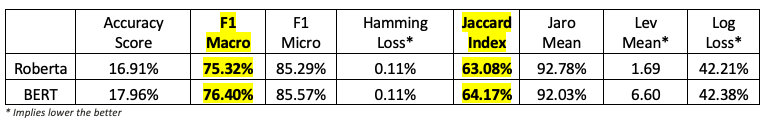 Accuracy Score F1 Macro F1 Micro Hamming Loss* Jaccard Index Jaro Mean Lev Mean* Log Loss*
Roberta 16.91% 75.32% 85.29% 0.11% 63.08% 92.78% 1.69 42.21%
BERT 17.96% 76.40% 85.57% 0.11% 64.17% 92.03% 6.60 42.38%
* Implies lower the better